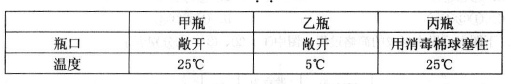 甲瓶 乙瓶 丙瓶
瓶口 敞开 敞开 用消毒棉球塞住
温度 25℃ 5℃ 25℃